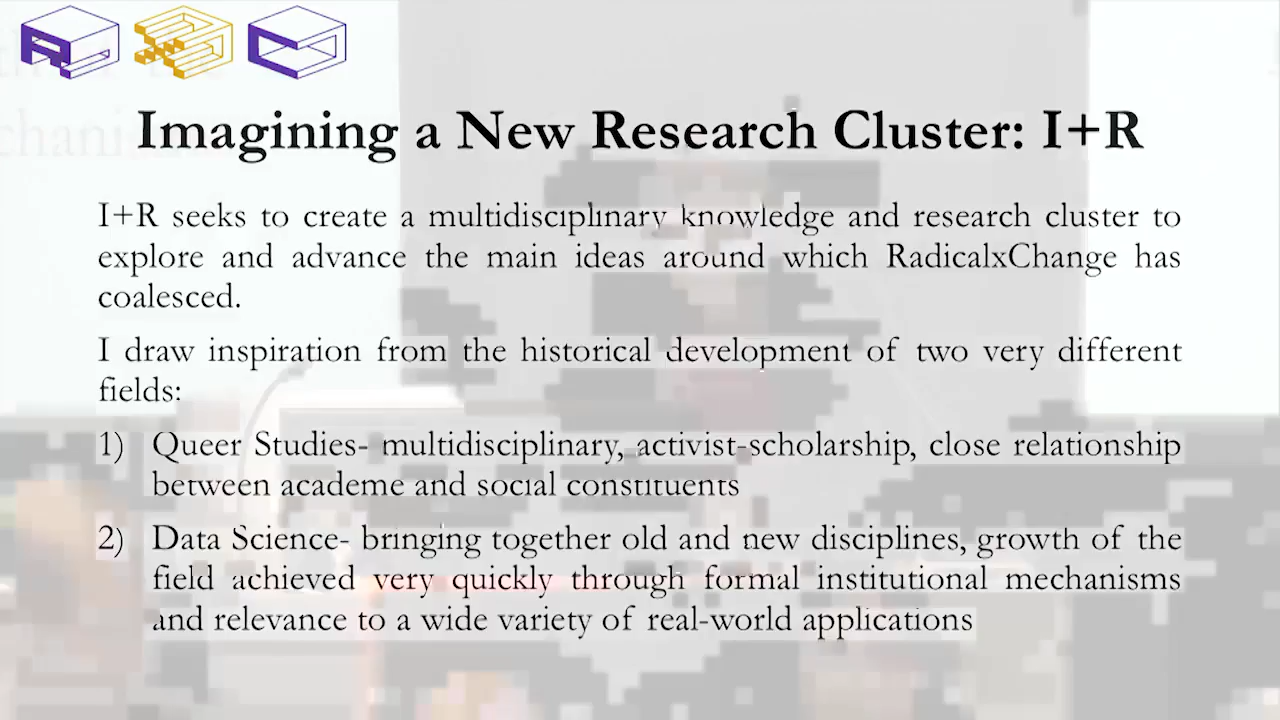 Imagining a New Research Cluster: I+R
I+R seeks to create a multidisciplinary knowledge and research cluster to
explore and advance the main ideas around which RadicalxChange has
coalesced.
I draw inspiration from the historical development of two very different
fields:
1) Queer Studies- multidisciplinary, activist-scholarship, close relationship
between academe and social constituents
2) Data Science- bringing together old and new disciplines, growth of the
field achieved very quickly through formal institutional mechanisms
and relevance to a wide variety of real-world applications